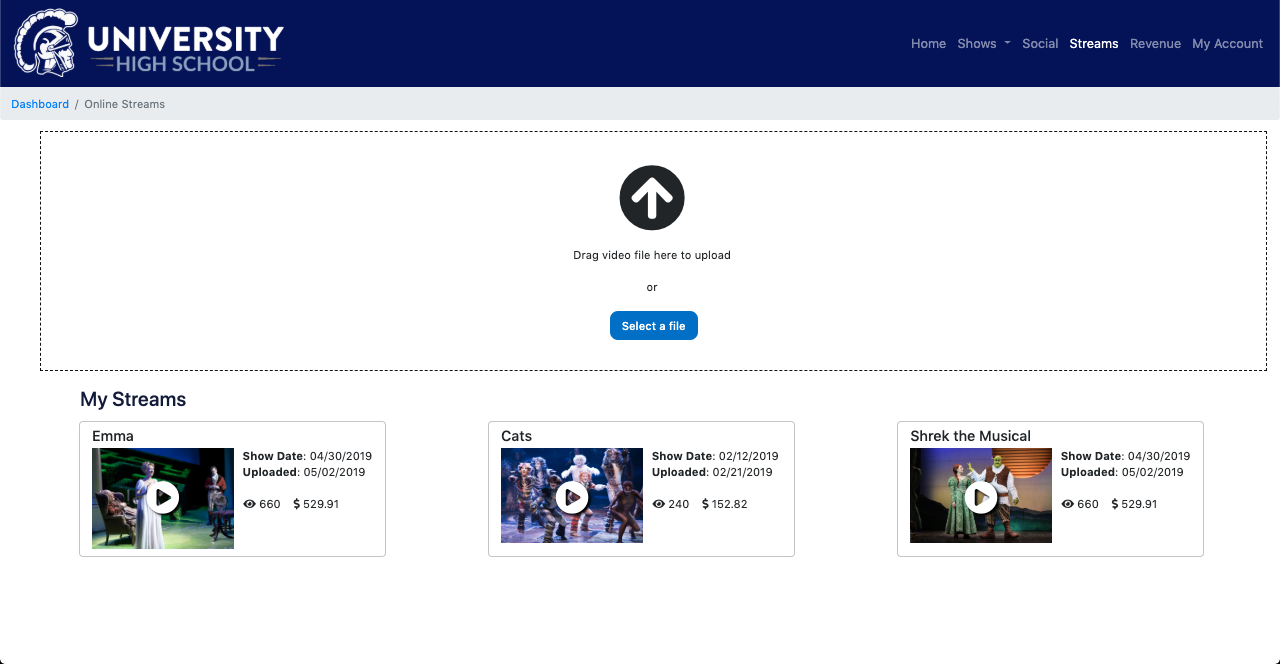 UNIVERSITY
HIGH SCHOOL
Home Shows Social Streams Revenue My Account
Dashboard / Online Streams
Drag video file here to upload
or
Select a file
My Streams
Emma
Show Date: 04/30/2019
Uploaded: 05/02/2019
660 $ 529.91
Cats
Show Date: 02/12/2019
Uploaded: 02/21/2019
240 $ 152.82
Shrek the Musical
Show Date: 04/30/2019
Uploaded: 05/02/2019
660 $ 529.91